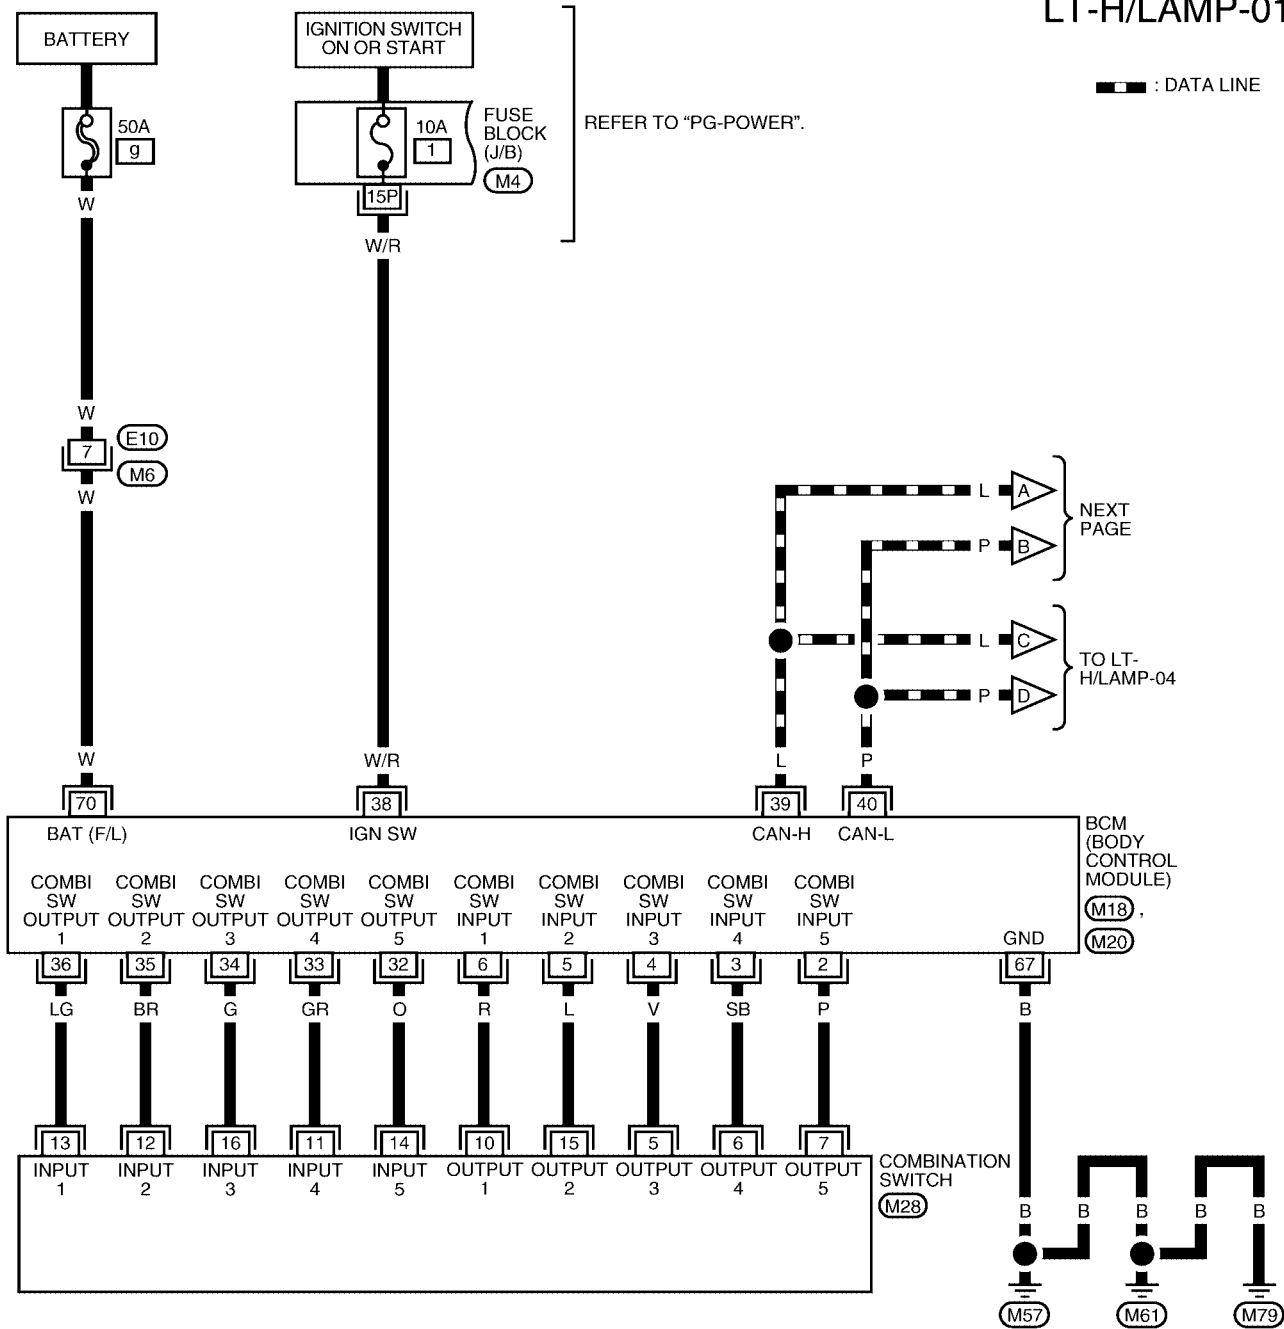 LT-H/LAMP-01
BATTERY
IGNITION SWITCH
ON OR START
: DATA LINE
50A
g
10A
1
FUSE
BLOCK
(J/B)
M4
REFER TO “PG-POWER”.
15P
W
W/R
W
7
E10
M6
W
L
A
P
B
NEXT
PAGE
L
C
P
D
TO LT-
H/LAMP-04
W
W/R
L
P
70
38
39
40
BAT (F/L)
IGN SW
CAN-H
CAN-L
BCM
(BODY
CONTROL
MODULE)
M18 ,
M20
COMBI
SW
OUTPUT
1
COMBI
SW
OUTPUT
2
COMBI
SW
OUTPUT
3
COMBI
SW
OUTPUT
4
COMBI
SW
OUTPUT
5
COMBI
SW
INPUT
1
COMBI
SW
INPUT
2
COMBI
SW
INPUT
3
COMBI
SW
INPUT
4
COMBI
SW
INPUT
5
GND
36
35
34
33
32
6
5
4
3
2
67
LG
BR
G
GR
O
R
L
V
SB
P
B
13
12
16
11
14
10
15
5
6
7
INPUT
1
INPUT
2
INPUT
3
INPUT
4
INPUT
5
OUTPUT
1
OUTPUT
2
OUTPUT
3
OUTPUT
4
OUTPUT
5
COMBINATION
SWITCH
M28
B
B
B
B
B
M57
M61
M79